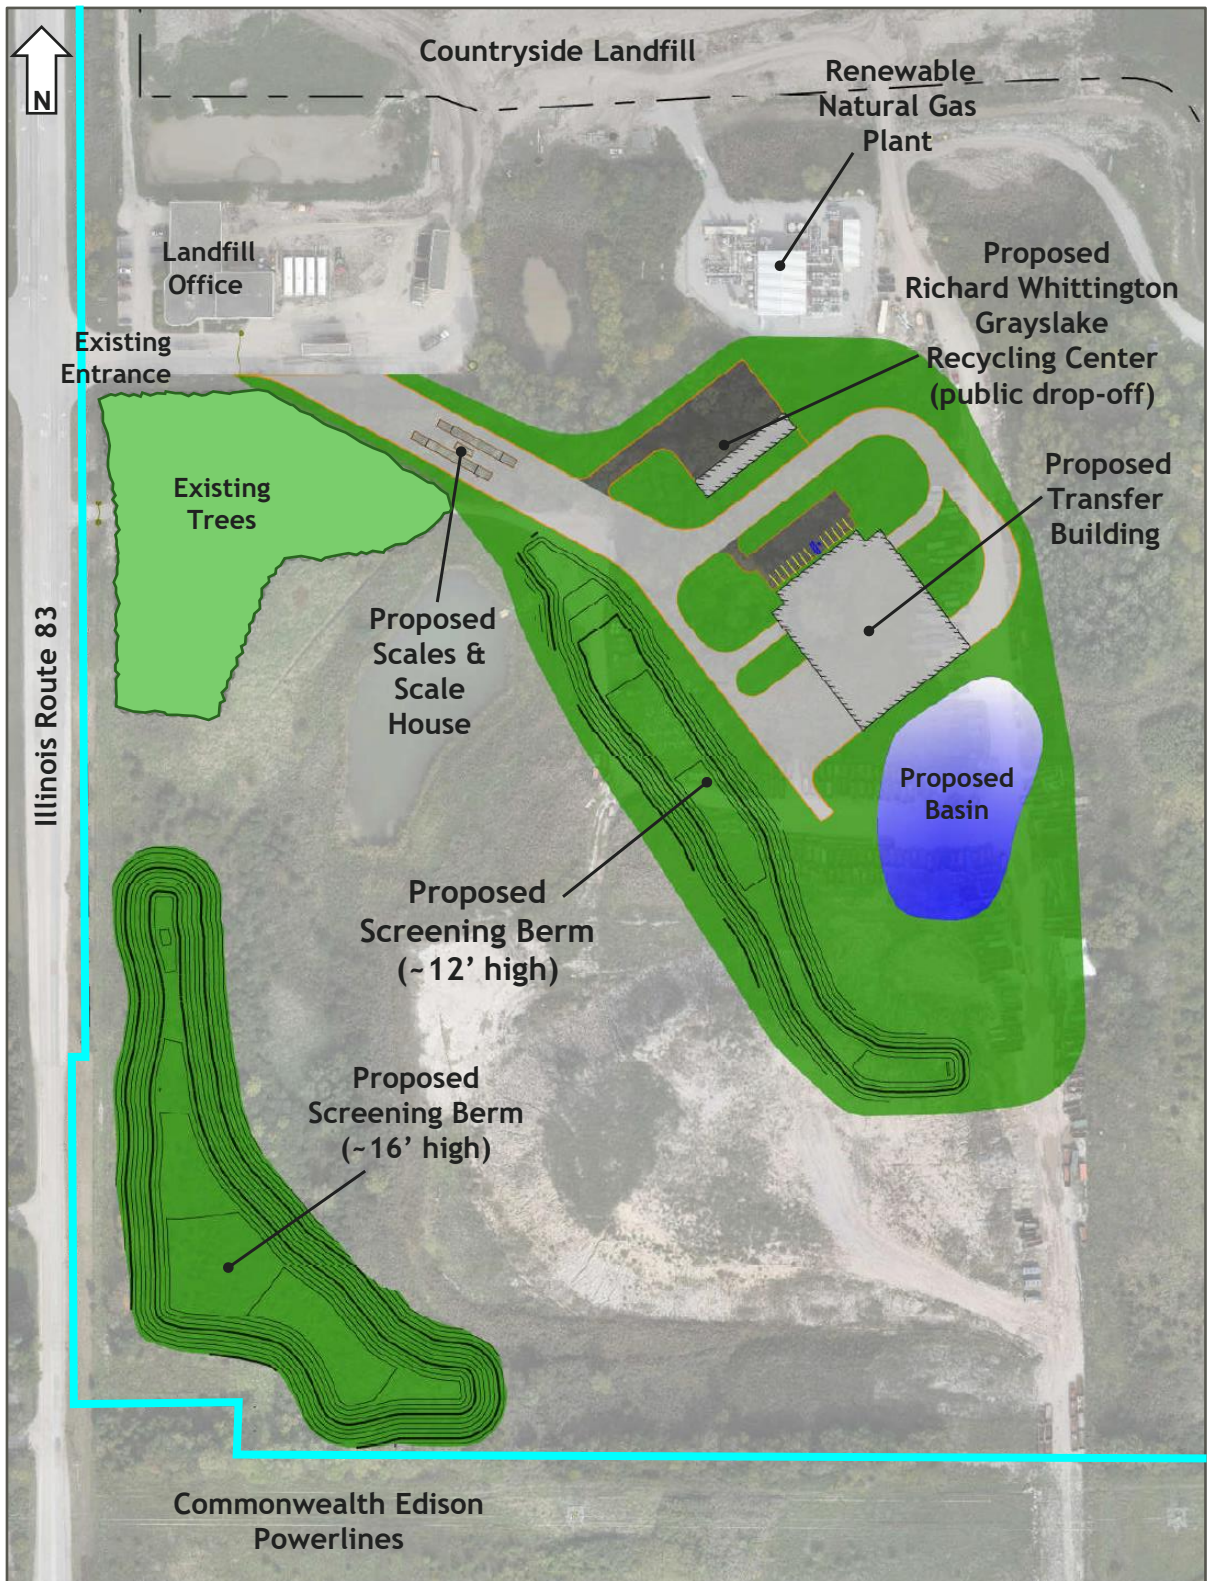 N
Countryside Landfill
Renewable
Natural Gas
Plant
Landfill
Office
Proposed
Richard Whittington
Grayslake
Recycling Center
(public drop-off)
Existing
Entrance
Proposed
Transfer
Building
Existing
Trees
Proposed
Scales &
Scale
House
Illinois Route 83
Proposed
Basin
Proposed
Screening Berm
(~12’ high)
Proposed
Screening Berm
(~16’ high)
Commonwealth Edison
Powerlines